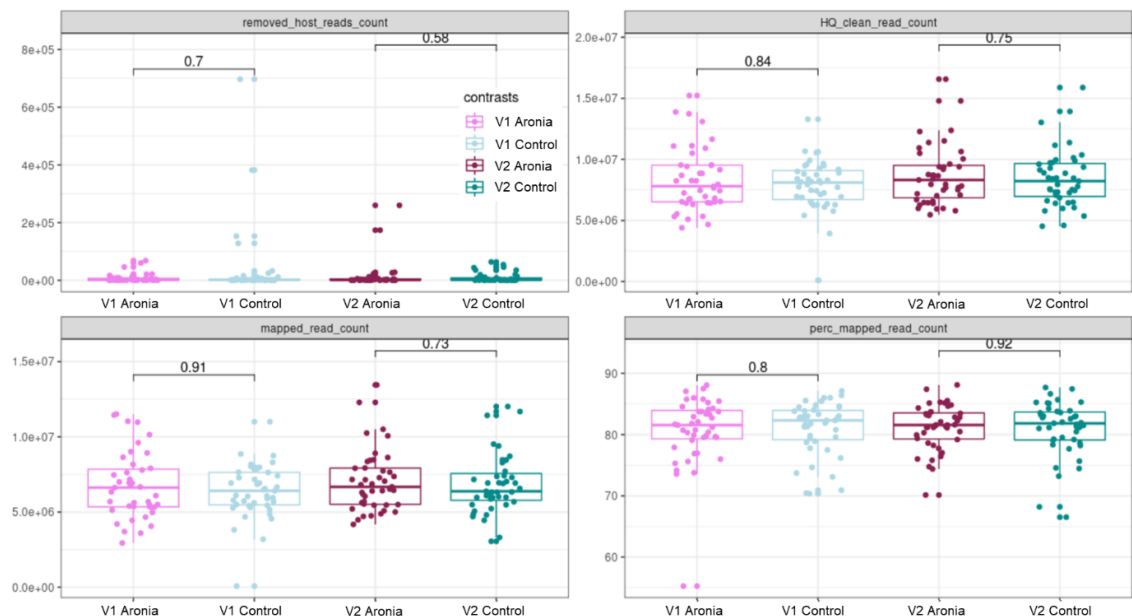 removed_host_reads_count
8e+05
6e+05
4e+05
2e+05
0e+00
0.7
0.58
contrasts
V1 Aronia
V1 Control
V2 Aronia
V2 Control
V1 Aronia V1 Control V2 Aronia V2 Control
HQ_clean_read_count
2.0e+07
1.5e+07
1.0e+07
5.0e+06
0.0e+00
0.84
0.75
V1 Aronia V1 Control V2 Aronia V2 Control
mapped_read_count
1.5e+07
1.0e+07
5.0e+06
0.0e+00
0.91
0.73
V1 Aronia V1 Control V2 Aronia V2 Control
perc_mapped_read_count
90
80
70
60
0.8
0.92
V1 Aronia V1 Control V2 Aronia V2 Control